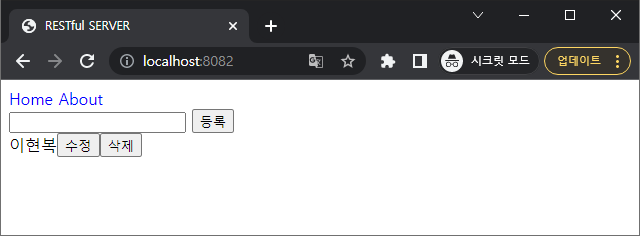 RESTful SERVER
localhost:8082
시크릿 모드
업데이트
Home About
등록
이현복 수정 삭제